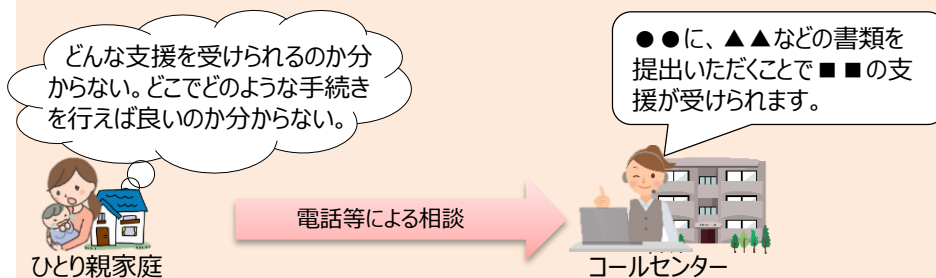 どんな支援を受けられるのか分
からない。どこでどのような手続き
を行えば良いのか分からない。
●●に、▲▲などの書類を
提出いただくことで■■の支
援が受けられます。
電話等による相談
ひとり親家庭
コールセンター